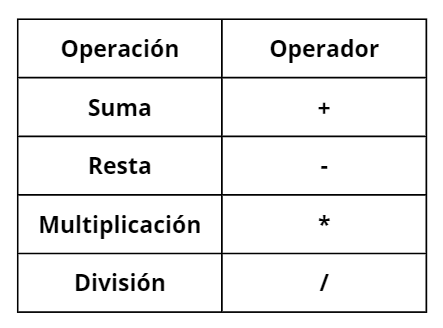 Operación Operador
Suma +
Resta -
Multiplicación *
División /